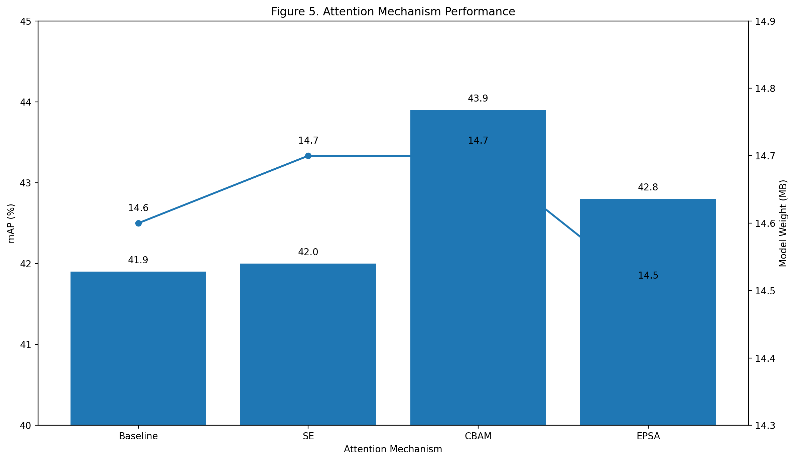 Figure 5. Attention Mechanism Performance
45
44
43
42
41
40
mAP (%)
14.9
14.8
14.7
14.6
14.5
14.4
14.3
Model Weight (MB)
14.6
14.7
14.7
14.5
41.9
42.0
43.9
42.8
Baseline
SE
CBAM
EPSA
Attention Mechanism